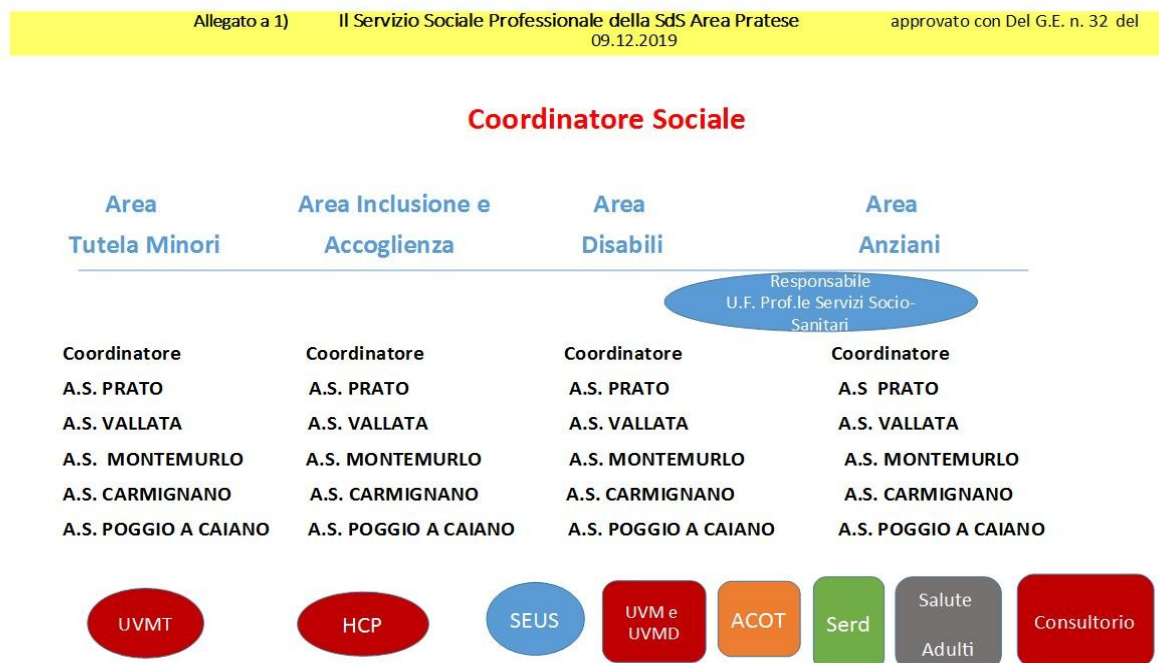 Allegato a 1) Il Servizio Sociale Professionale della SdS Area Pratese approvato con Del G.E. n. 32 del
09.12.2019
Coordinatore Sociale
Area Area Inclusione e Area Area
Tutela Minori Accoglienza Disabili Anziani
Responsabile
U.F. Prof.le Servizi Socio-
Sanitari
Coordinatore Coordinatore Coordinatore Coordinatore
A.S. PRATO A.S. PRATO A.S. PRATO A.S PRATO
A.S. VALLATA A.S. VALLATA A.S. VALLATA A.S. VALLATA
A.S. MONTEMURLO A.S. MONTEMURLO A.S. MONTEMURLO A.S. MONTEMURLO
A.S. CARMIGNANO A.S. CARMIGNANO A.S. CARMIGNANO A.S. CARMIGNANO
A.S. POGGIO A CAIANO A.S. POGGIO A CAIANO A.S. POGGIO A CAIANO A.S. POGGIO A CAIANO
UVMT
HCP
SEUS
UVM e
UVMD
ACOT
Serd
Salute
Adulti
Consultorio